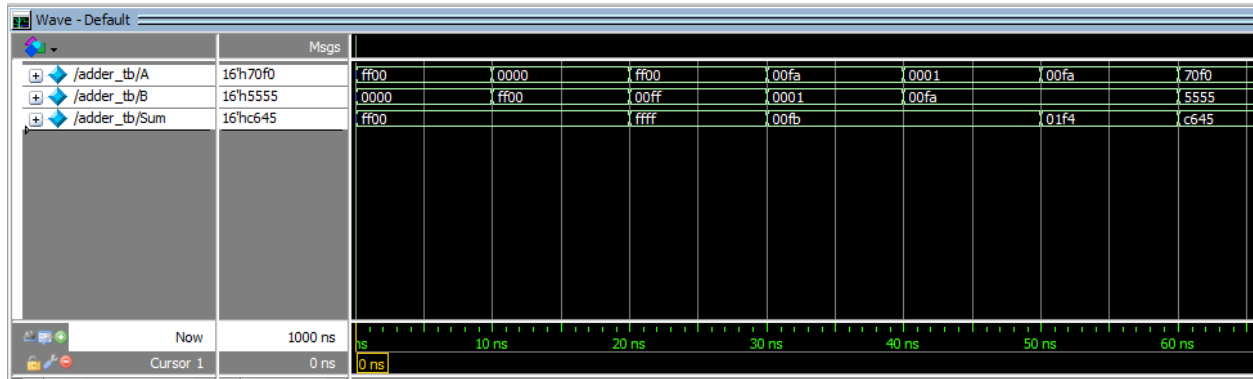 Wave - Default
Msgs
/adder_tb/A 16'h70f0 ff00 0000 ff00 00fa 0001 00fa 70f0
/adder_tb/B 16'h5555 0000 ff00 00ff 0001 00fa 5555
/adder_tb/Sum 16'hc645 ff00 ffff 00fb 01f4 c645
Now 1000 ns ns 10 ns 20 ns 30 ns 40 ns 50 ns 60 ns
Cursor 1 0 ns 0 ns